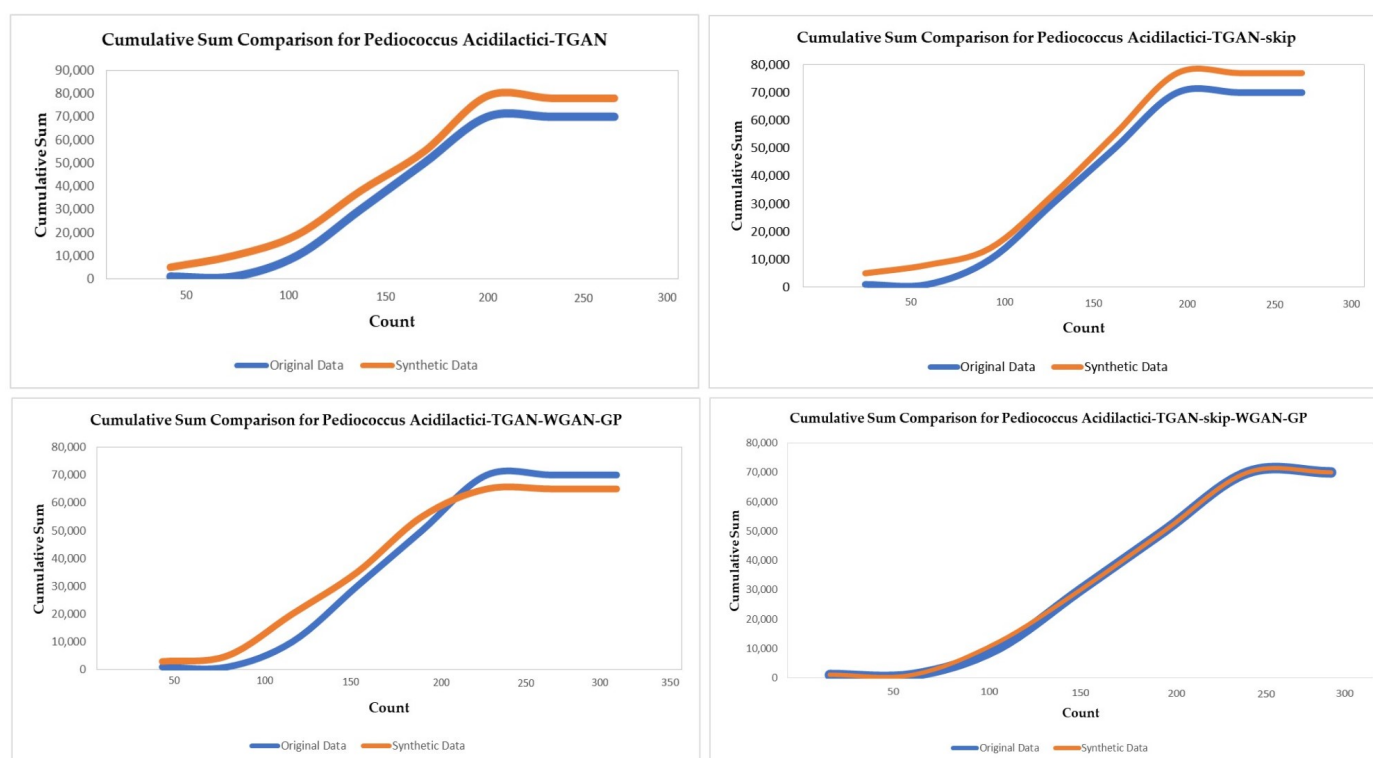 Cumulative Sum Comparison for Pediococcus Acidilactici-TGAN
90,000
80,000
70,000
60,000
50,000
40,000
30,000
20,000
10,000
0
Cumulative Sum
50 100 150 200 250 300
Count
Original Data Synthetic Data
Cumulative Sum Comparison for Pediococcus Acidilactici-TGAN-skip
80,000
70,000
60,000
50,000
40,000
30,000
20,000
10,000
0
Cumulative Sum
50 100 150 200 250 300
Count
Original Data Synthetic Data
Cumulative Sum Comparison for Pediococcus Acidilactici-TGAN-WGAN-GP
80,000
70,000
60,000
50,000
40,000
30,000
20,000
10,000
0
Cumulative Sum
50 100 150 200 250 300 350
Count
Original Data Synthetic Data
Cumulative Sum Comparison for Pediococcus Acidilactici-TGAN-skip-WGAN-GP
80,000
70,000
60,000
50,000
40,000
30,000
20,000
10,000
0
Cumulative Sum
50 100 150 200 250 300
Count
Original Data Synthetic Data